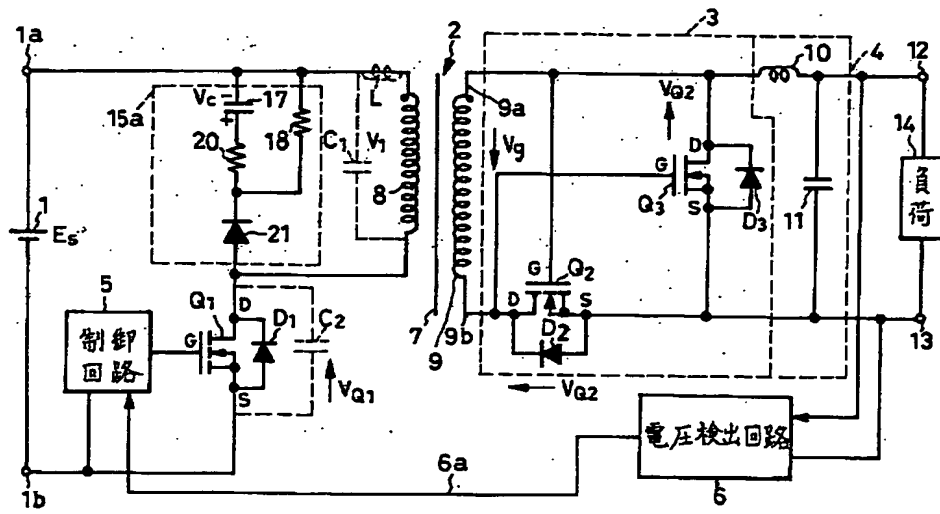 1a
2
3
10
4
12
Vc
17
L
9a
VQ2
15a
+
20
18
C1
V1
Vg
D
14
8
G
負荷
Q3
S
D3
11
1
Es
21
G
Q2
5
Q1
D
D
S
制御回路
G
D1
C2
7
9
9b
D2
13
S
VQ1
VQ2
電圧検出回路
1b
6a
6